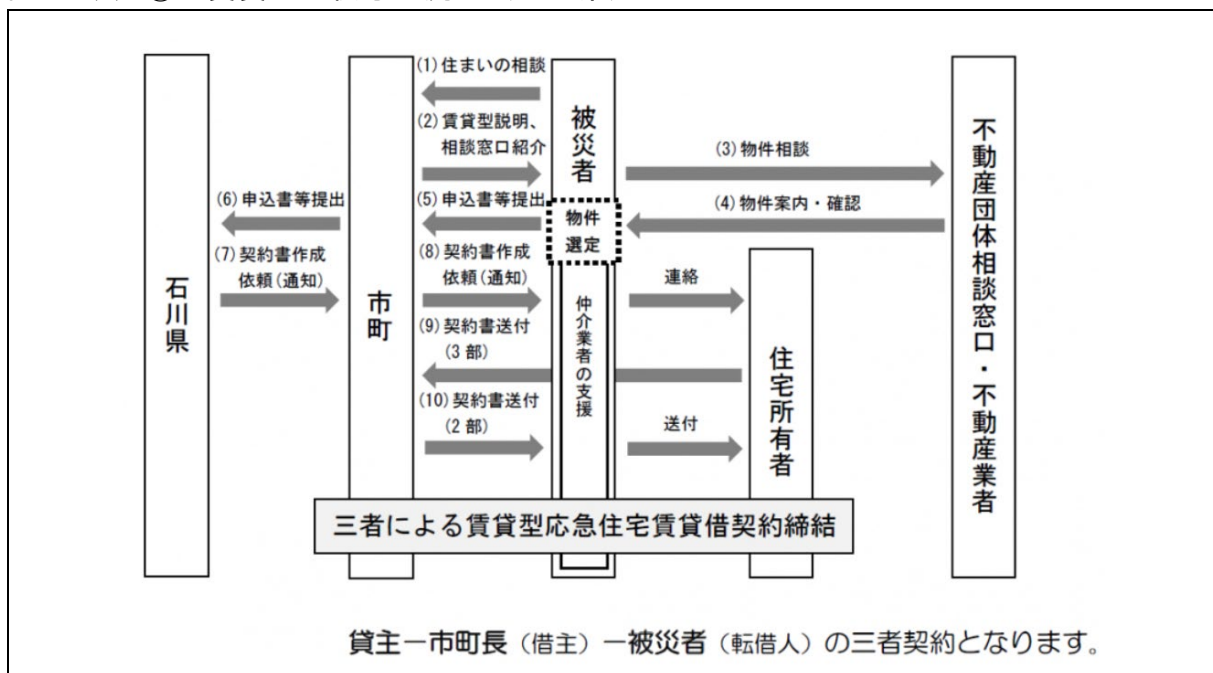 (1) 住まいの相談
(2) 賃貸型説明、
相談窓口紹介
(3) 物件相談
(4) 物件案内・確認
(5) 申込書等提出
(6) 申込書等提出
(7) 契約書作成
依頼(通知)
(8) 契約書作成
依頼(通知)
連絡
(9) 契約書送付
(3 部)
(10) 契約書送付
(2 部)
送付
石川県
市町
被災者
物件
選定
仲介業者の支援
住宅所有者
不動産団体相談窓口・不動産業者
三者による賃貸型応急住宅賃貸借契約締結
貸主ー市町長（借主）ー被災者（転借人）の三者契約となります。